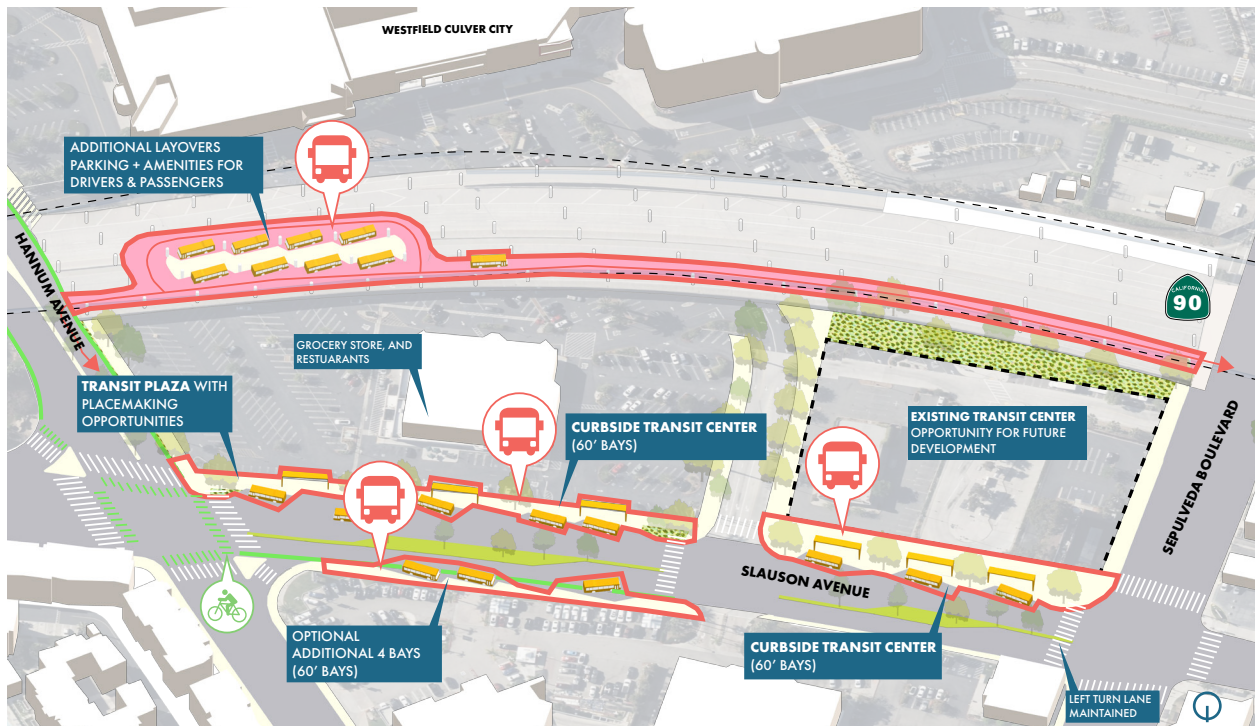 WESTFIELD CULVER CITY
ADDITIONAL LAYOVERS
PARKING + AMENITIES FOR
DRIVERS & PASSENGERS
HANNUM AVENUE
CALIFORNIA
90
GROCERY STORE, AND
RESTUARANTS
TRANSIT PLAZA WITH
PLACEMAKING
OPPORTUNITIES
CURBSIDE TRANSIT CENTER
(60' BAYS)
EXISTING TRANSIT CENTER
OPPORTUNITY FOR FUTURE
DEVELOPMENT
SEPULVEDA BOULEVARD
SLAUSON AVENUE
OPTIONAL
ADDITIONAL 4 BAYS
(60' BAYS)
CURBSIDE TRANSIT CENTER
(60' BAYS)
LEFT TURN LANE
MAINTAINED